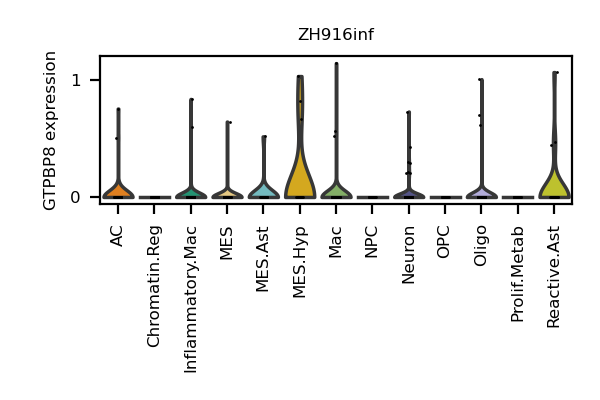 ZH916inf
GTPBP8 expression
1
0
AC
Chromatin.Reg
Inflammatory.Mac
MES
MES.Ast
MES.Hyp
Mac
NPC
Neuron
OPC
Oligo
Prolif.Metab
Reactive.Ast